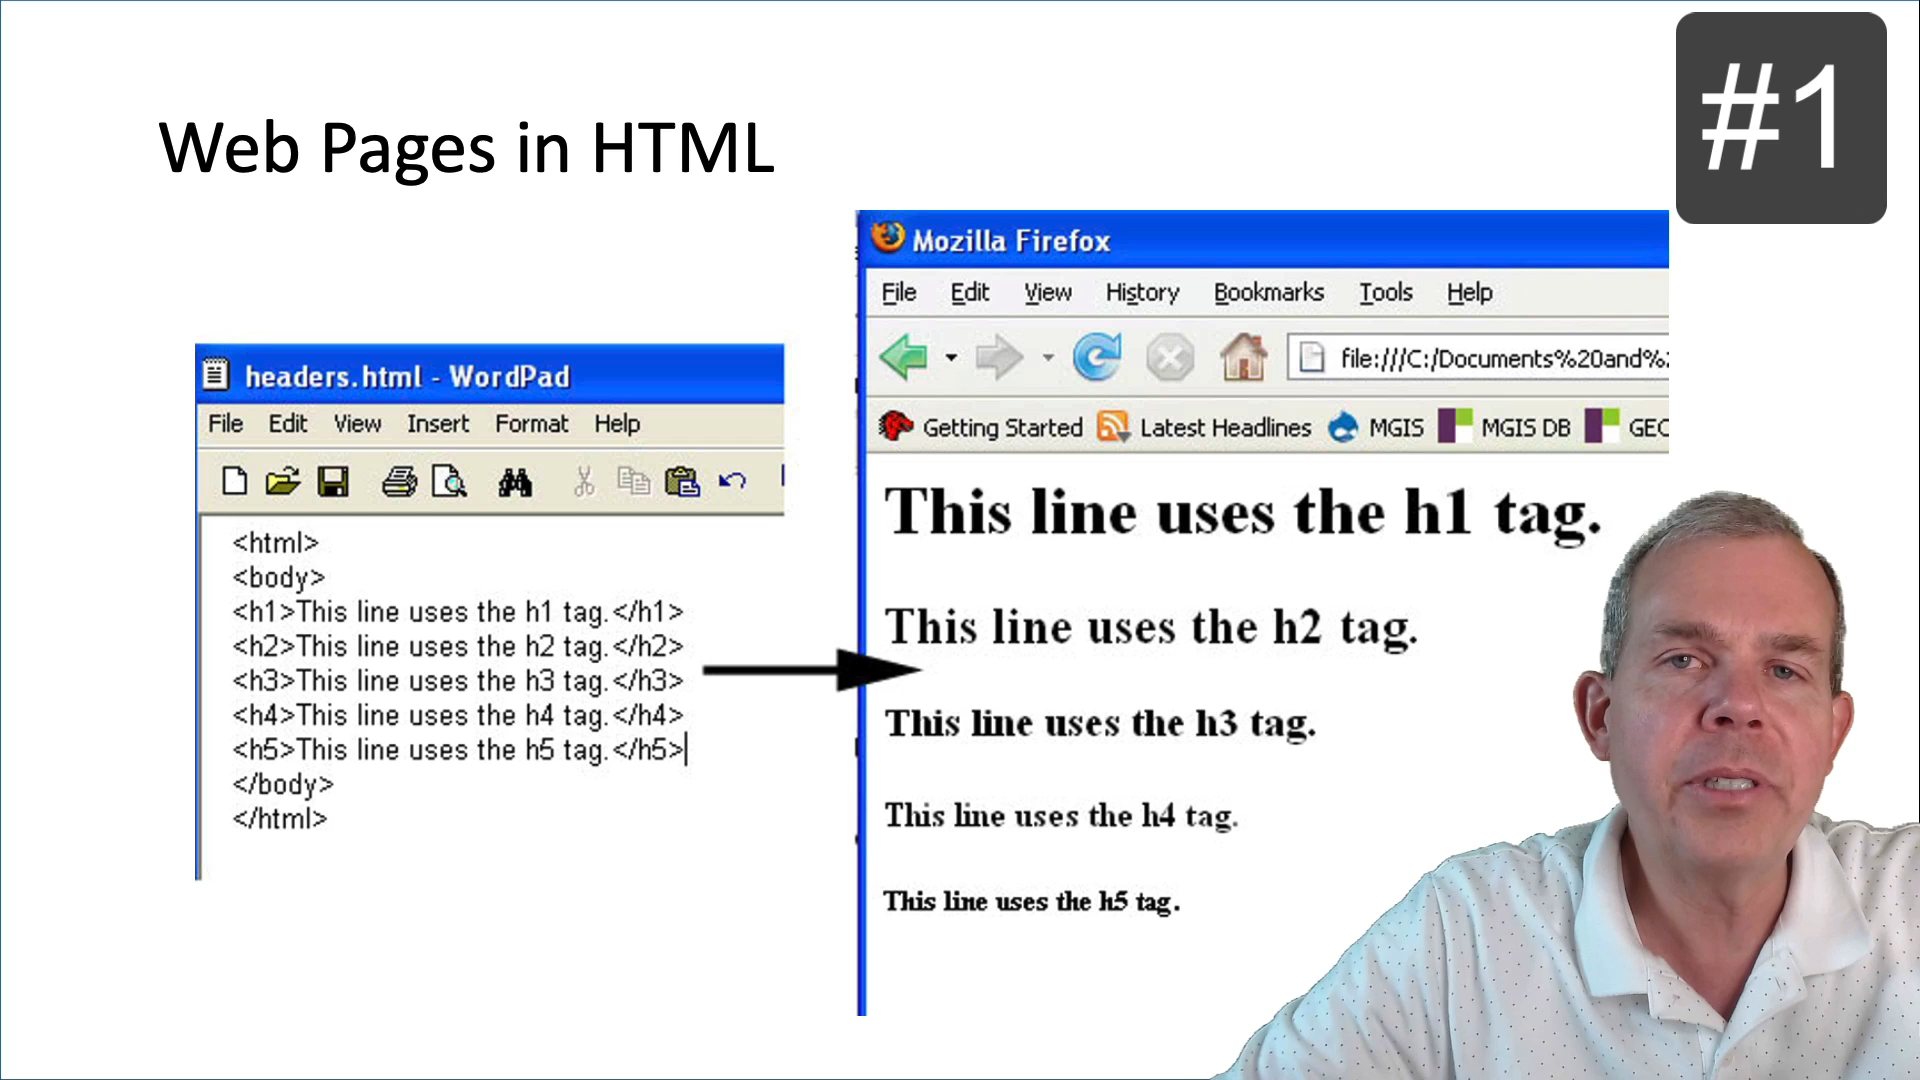 #1
Web Pages in HTML
headers.html - WordPad
File Edit View Insert Format Help
<html>
<body>
<h1>This line uses the h1 tag.</h1>
<h2>This line uses the h2 tag.</h2>
<h3>This line uses the h3 tag.</h3>
<h4>This line uses the h4 tag.</h4>
<h5>This line uses the h5 tag.</h5>
</body>
</html>
Mozilla Firefox
File Edit View History Bookmarks Tools Help
file:///C:/Documents%20and%
Getting Started Latest Headlines MGIS MGIS DB GEC
This line uses the h1 tag.
This line uses the h2 tag.
This line uses the h3 tag.
This line uses the h4 tag.
This line uses the h5 tag.